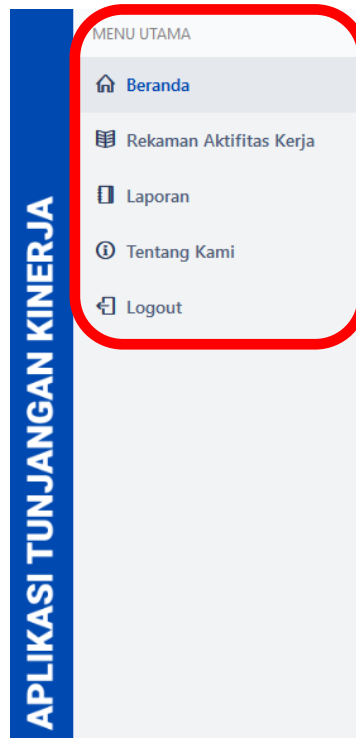 MENU UTAMA
Beranda
Rekaman Aktifitas Kerja
Laporan
Tentang Kami
Logout
APLIKASI TUNJANGAN KINERJA